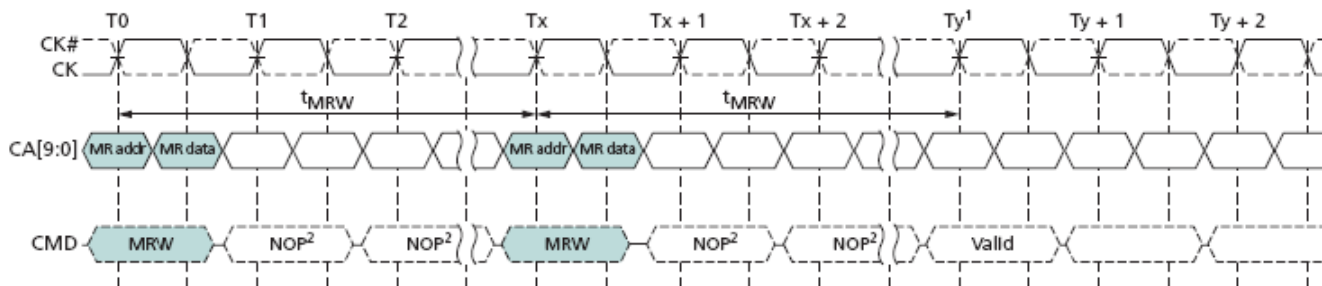 T0 T1 T2 Tx Tx + 1 Tx + 2 Ty¹ Ty + 1 Ty + 2
CK#
CK
tMRW tMRW
CA[9:0] MR addr MR data MR addr MR data
CMD MRW NOP² NOP² MRW NOP² NOP² Valid